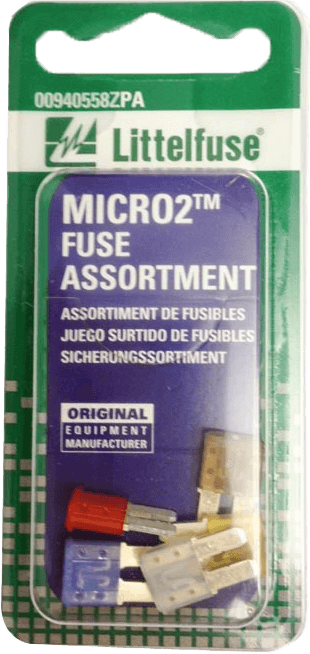 00940558ZPA
Littelfuse®
MICRO2™
FUSE
ASSORTMENT
ASSORTIMENT DE FUSIBLES
JUEGO SURTIDO DE FUSIBLES
SICHERUNGSSORTIMENT
ORIGINAL
EQUIPMENT
MANUFACTURER